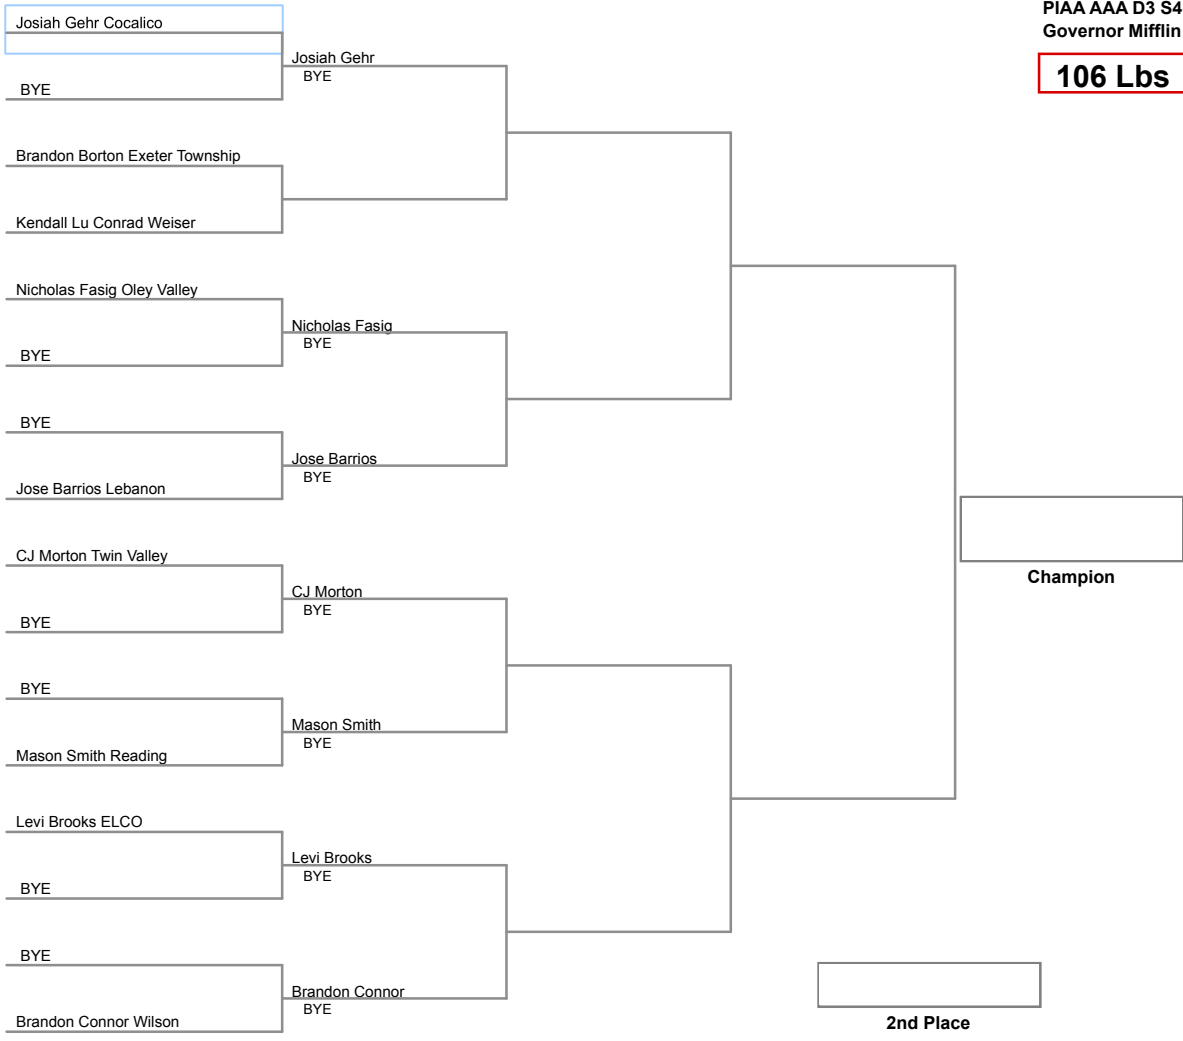 PIAA AAA D3 S4
Governor Mifflin
106 Lbs
Josiah Gehr Cocalico
BYE
Brandon Borton Exeter Township
Kendall Lu Conrad Weiser
Nicholas Fasig Oley Valley
BYE
BYE
Jose Barrios Lebanon
CJ Morton Twin Valley
BYE
BYE
Mason Smith Reading
Levi Brooks ELCO
BYE
BYE
Brandon Connor Wilson
Josiah Gehr
BYE
Nicholas Fasig
BYE
Jose Barrios
BYE
CJ Morton
BYE
Mason Smith
BYE
Levi Brooks
BYE
Brandon Connor
BYE
Champion
2nd Place